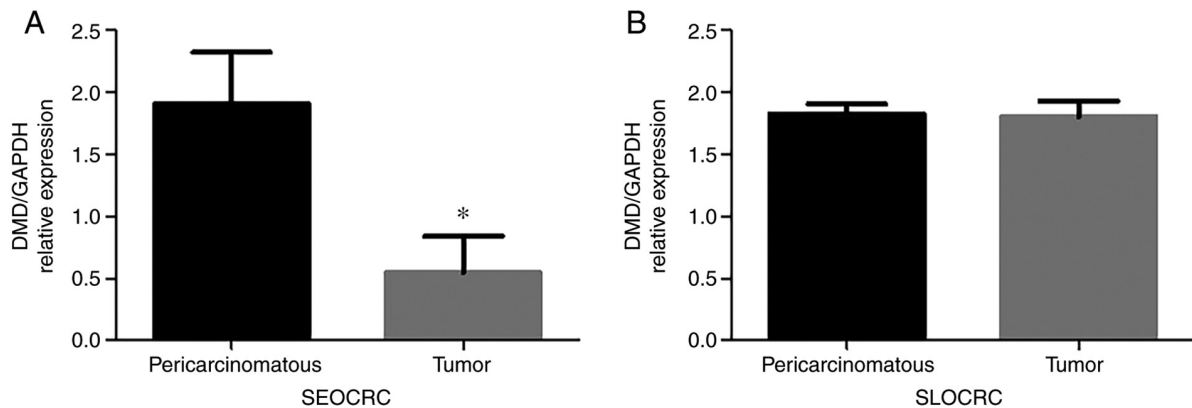 A
DMD/GAPDH
relative expression
2.5
2.0
1.5
1.0
0.5
0.0
*
Pericarcinomatous Tumor
SEOCRC
B
DMD/GAPDH
relative expression
2.5
2.0
1.5
1.0
0.5
0.0
Pericarcinomatous Tumor
SLOCRC